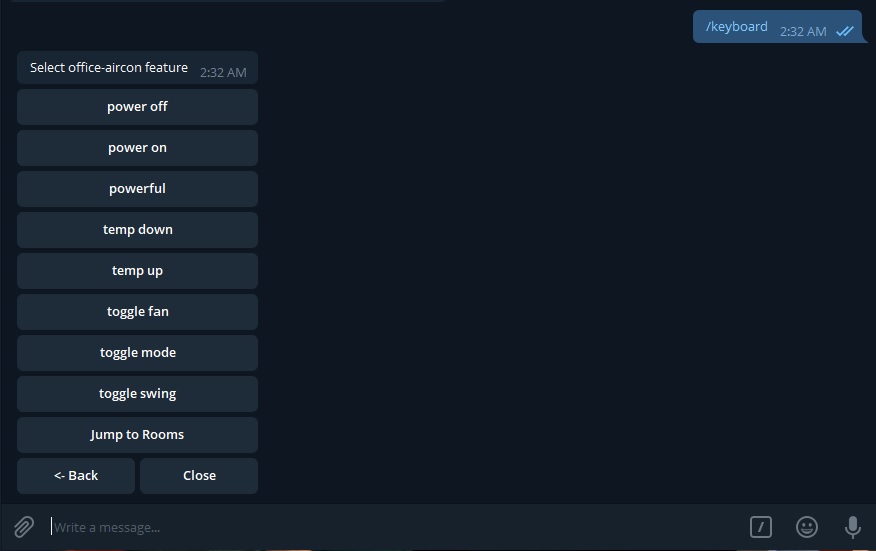 /keyboard 2:32 AM
Select office-aircon feature 2:32 AM
power off
power on
powerful
temp down
temp up
toggle fan
toggle mode
toggle swing
Jump to Rooms
<- Back Close
Write a message...